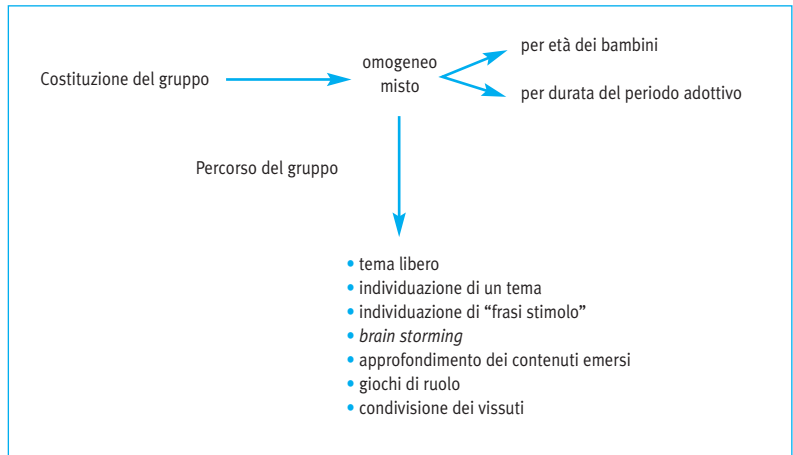 Costituzione del gruppo
omogeneo
misto
per età dei bambini
per durata del periodo adottivo
Percorso del gruppo
• tema libero
• individuazione di un tema
• individuazione di “frasi stimolo”
• brain storming
• approfondimento dei contenuti emersi
• giochi di ruolo
• condivisione dei vissuti